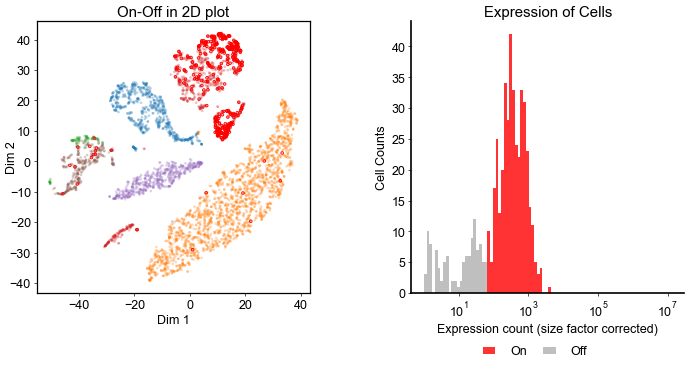 On-Off in 2D plot
Dim 2
40
30
20
10
0
−10
−20
−30
−40
−40 −20 0 20 40
Dim 1
Expression of Cells
Cell Counts
40
35
30
25
20
15
10
5
0
10^1 10^3 10^5 10^7
Expression count (size factor corrected)
On Off